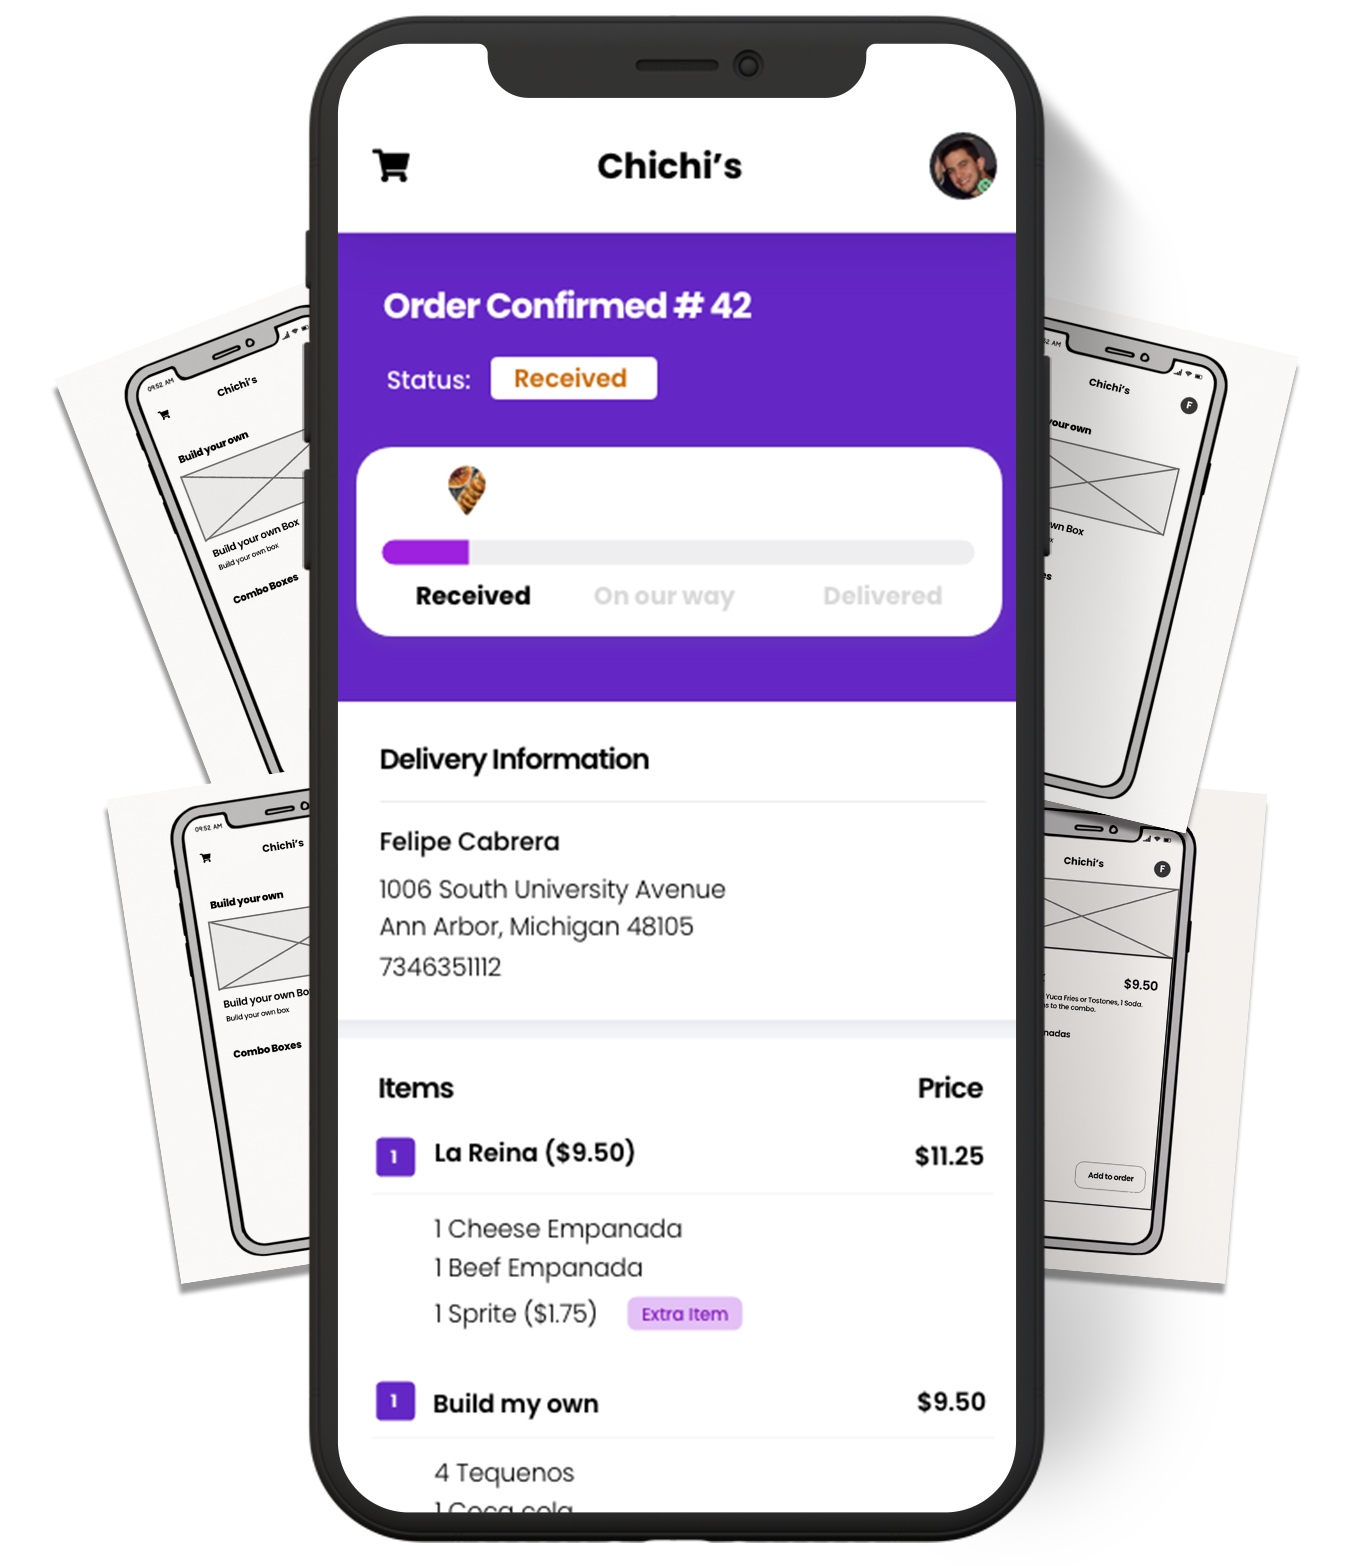 Chichi's
Order Confirmed # 42
Status: Received
Received On our way Delivered
Delivery Information
Felipe Cabrera
1006 South University Avenue
Ann Arbor, Michigan 48105
7346351112
Items Price
1 La Reina ($9.50) $11.25
1 Cheese Empanada
1 Beef Empanada
1 Sprite ($1.75) Extra Item
1 Build my own $9.50
4 Tequenos
1 Coca cola
09:52 AM
Chichi's
Build your own
Build your own Box
Build your own box
Combo Boxes
09:52 AM
Chichi's
Build your own
Build your own Bo
Build your own box
Combo Boxes
52 AM
Chichi's
F
your own
wn Box
x
es
Chichi's
F
$9.50
Yuca Fries or Tostones, 1 Soda.
s to the combo.
nadas
Add to order